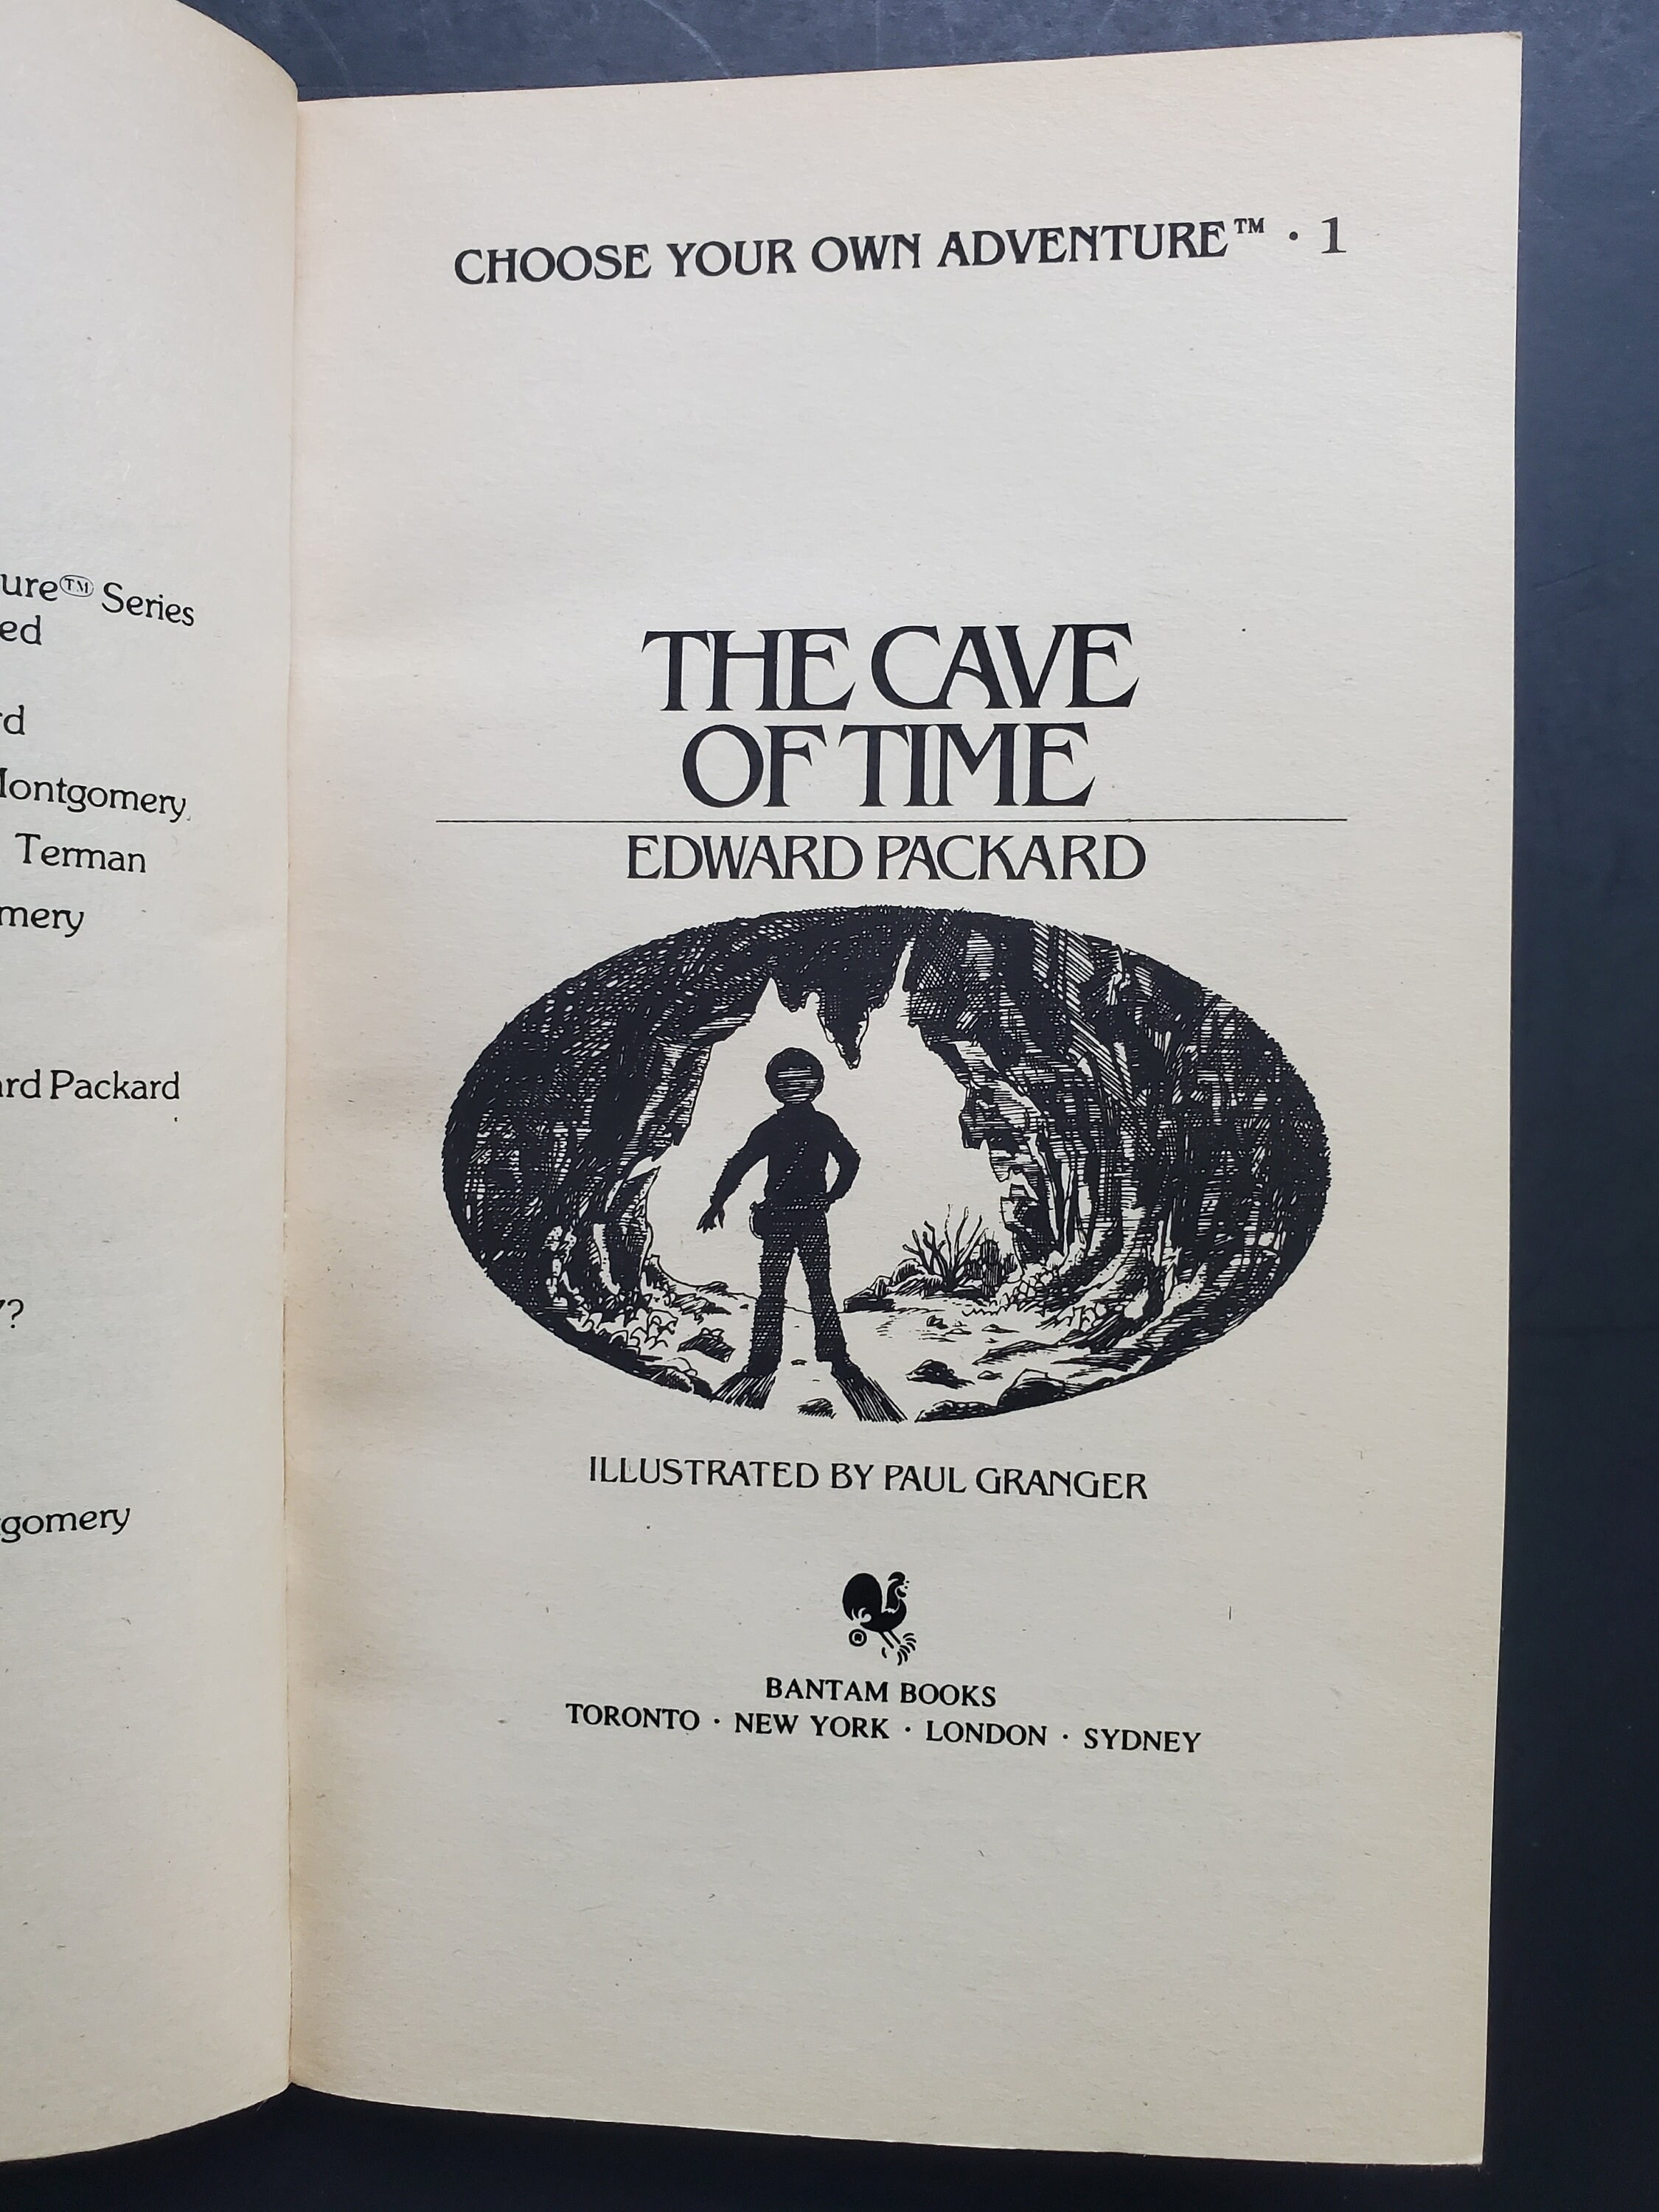 ure™ Series
ed
rd
Montgomery
Terman
mery
ard Packard
?
gomery
CHOOSE YOUR OWN ADVENTURE™ · 1
THE CAVE
OF TIME
EDWARD PACKARD
ILLUSTRATED BY PAUL GRANGER
BANTAM BOOKS
TORONTO · NEW YORK · LONDON · SYDNEY